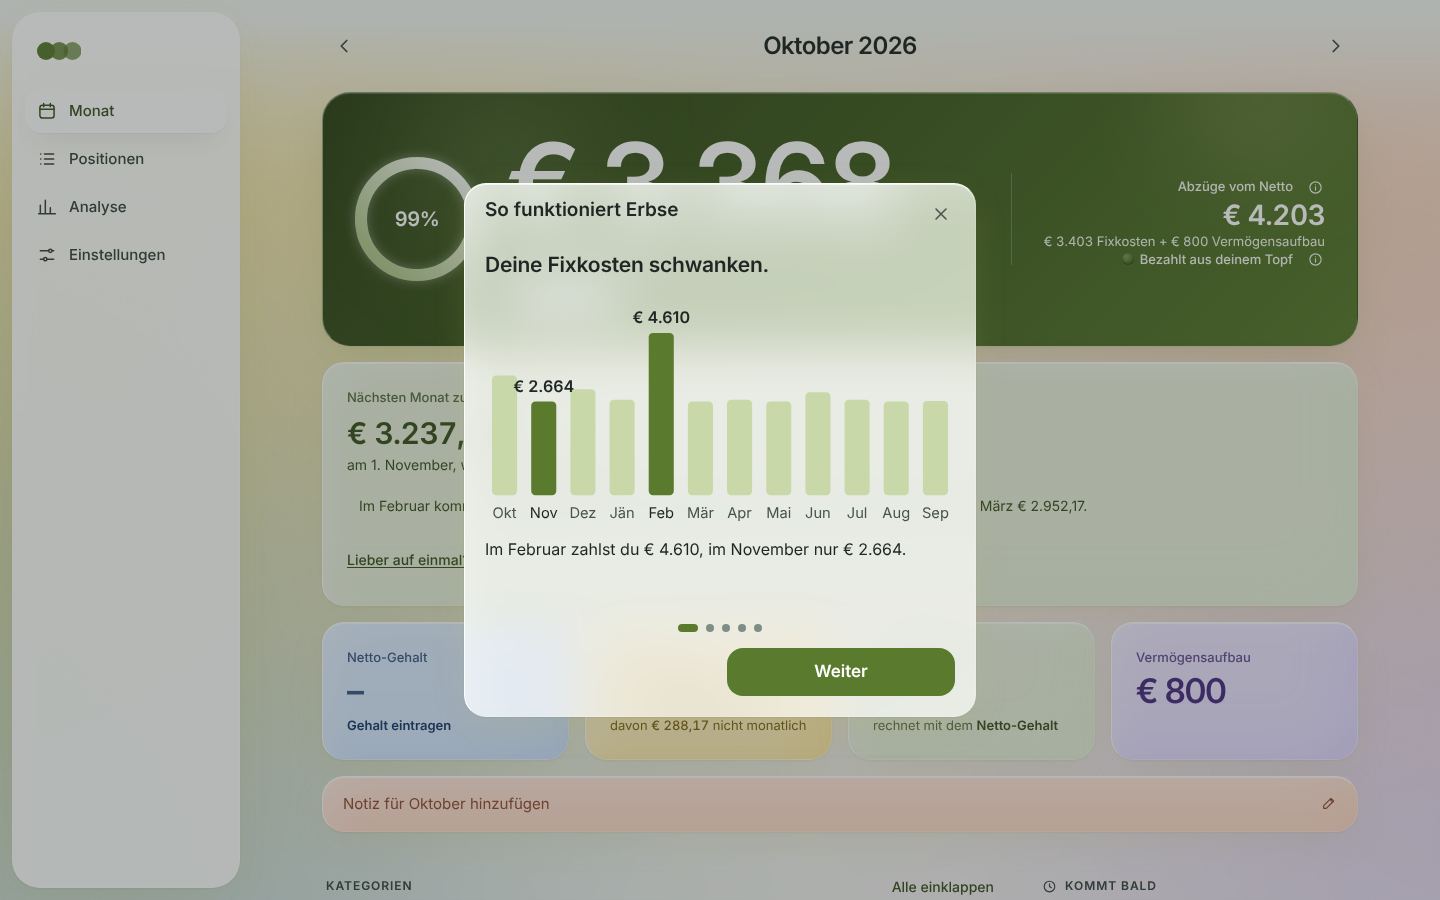 Oktober 2026
Monat
Positionen
Analyse
Einstellungen
99%
€ 3.368
Abzüge vom Netto
€ 4.203
€ 3.403 Fixkosten + € 800 Vermögensaufbau
Bezahlt aus deinem Topf
So funktioniert Erbse
Deine Fixkosten schwanken.
€ 4.610
€ 2.664
Okt Nov Dez Jän Feb Mär Apr Mai Jun Jul Aug Sep
Im Februar zahlst du € 4.610, im November nur € 2.664.
Weiter
Nächsten Monat
€ 3.237,
am 1. November,
Im Februar
März € 2.952,17.
Lieber auf einmal
Netto-Gehalt
–
Gehalt eintragen
davon € 288,17 nicht monatlich
rechnet mit dem Netto-Gehalt
Vermögensaufbau
€ 800
Notiz für Oktober hinzufügen
KATEGORIEN
Alle einklappen
KOMMT BALD